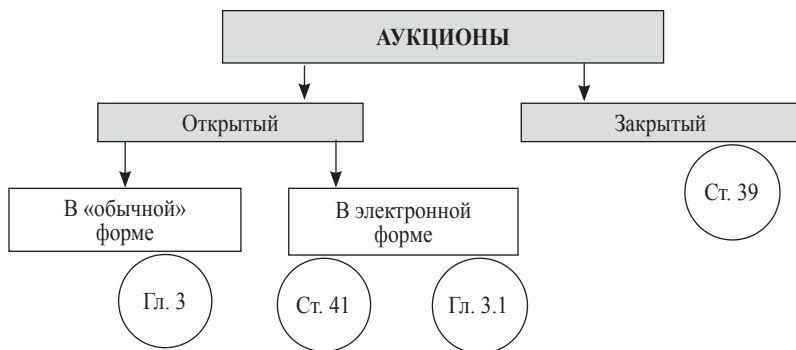 АУКЦИОНЫ
Открытый
Закрытый
Ст. 39
В «обычной»
форме
В электронной
форме
Гл. 3
Ст. 41
Гл. 3.1